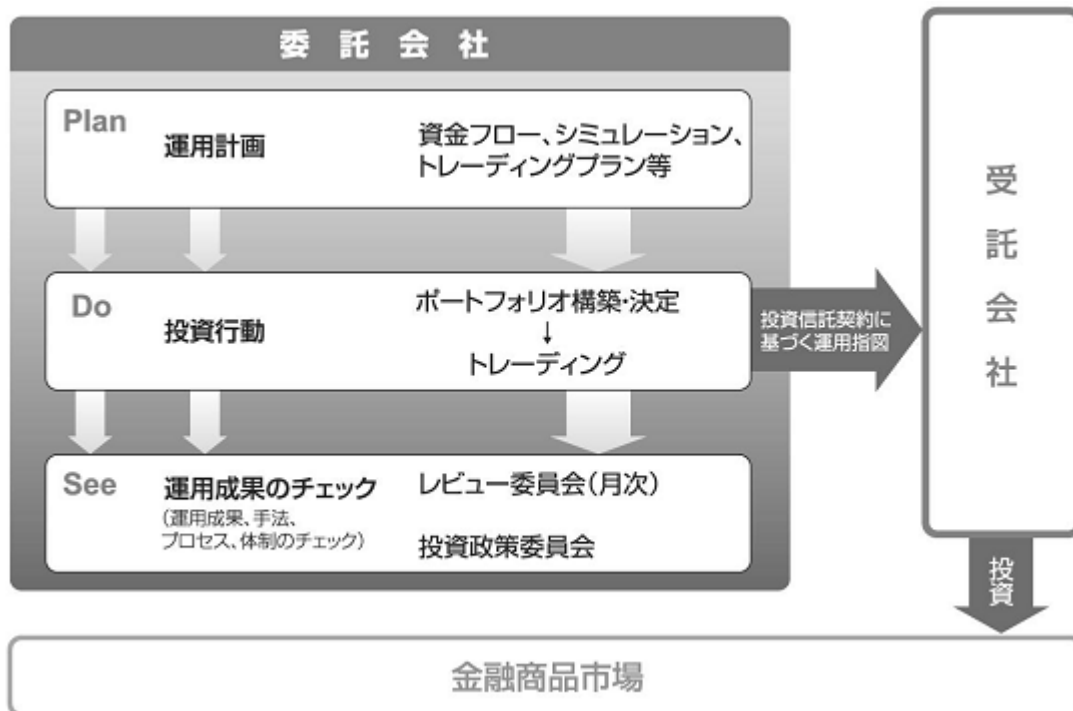 委託会社
Plan
運用計画
資金フロー、シミュレーション、
トレーディングプラン等
Do
投資行動
ポートフォリオ構築・決定
↓
トレーディング
投資信託契約に
基づく運用指図
See
運用成果のチェック
(運用成果、手法、
プロセス、体制のチェック)
レビュー委員会(月次)
投資政策委員会
受託会社
投資
金融商品市場